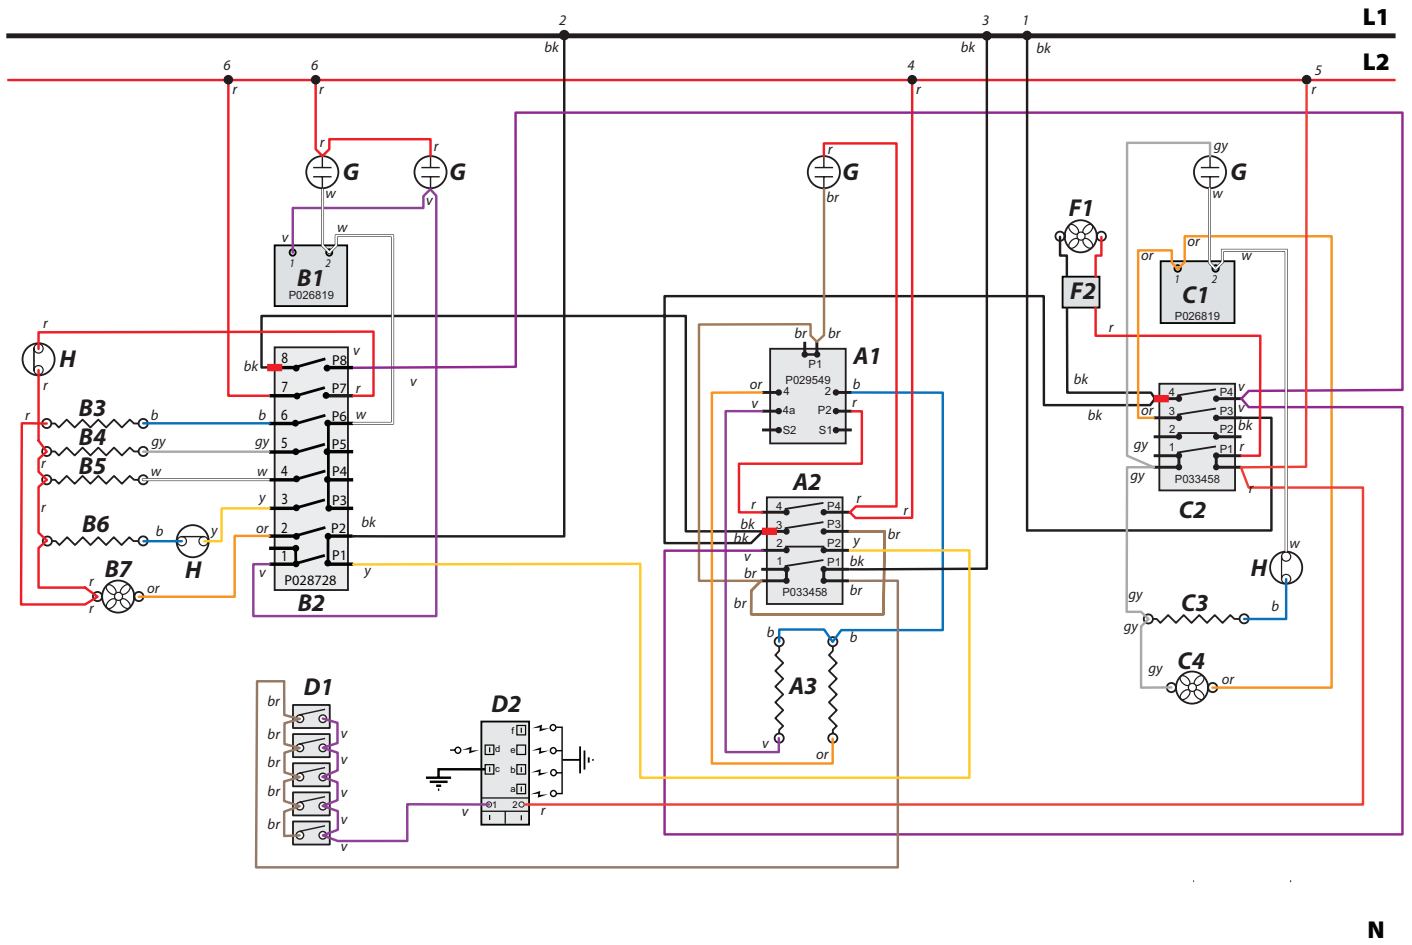 L1
2
3
1
bk
bk
bk
L2
6
6
4
5
r
r
r
r
r
r
r
gy
G
G
G
G
w
v
br
w
F1
v
w
or
or
w
1
2
B1
P026819
F2
1
2
C1
P026819
r
H
r
br
br
P1
A1
P029549
r
bk
8
P8
v
v
7
P7
r
or
4
2
b
v
4a
P2
r
S2
S1
bk
bk
4
P4
v
or
3
P3
v
bk
2
P2
gy
1
P1
r
gy
P033458
r
C2
r
B3
b
b
6
P6
w
B4
gy
gy
5
P5
r
B5
w
w
4
P4
y
3
P3
r
B6
b
y
H
or
2
P2
bk
v
1
P1
y
P028728
B2
r
B7
or
r
A2
r
4
P4
r
r
bk
bk
3
P3
br
v
2
P2
y
br
1
P1
bk
br
br
P033458
w
H
gy
gy
C3
b
gy
C4
or
b
b
A3
v
or
D1
br
v
br
v
br
v
br
v
br
v
D2
f
d
e
c
b
a
1
2
v
r
N